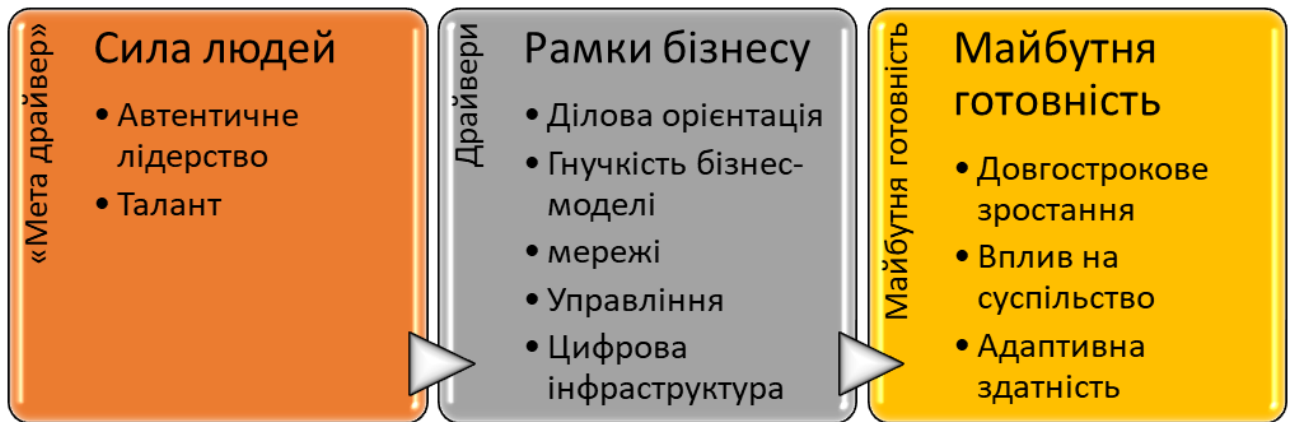 «Мета драйвер»
Сила людей
• Автентичне
лідерство
• Талант
Драйвери
Рамки бізнесу
• Ділова орієнтація
• Гнучкість бізнес-
моделі
• мережі
• Управління
• Цифрова
інфраструктура
Майбутня готовність
Майбутня
готовність
• Довгострокове
зростання
• Вплив на
суспільство
• Адаптивна
здатність